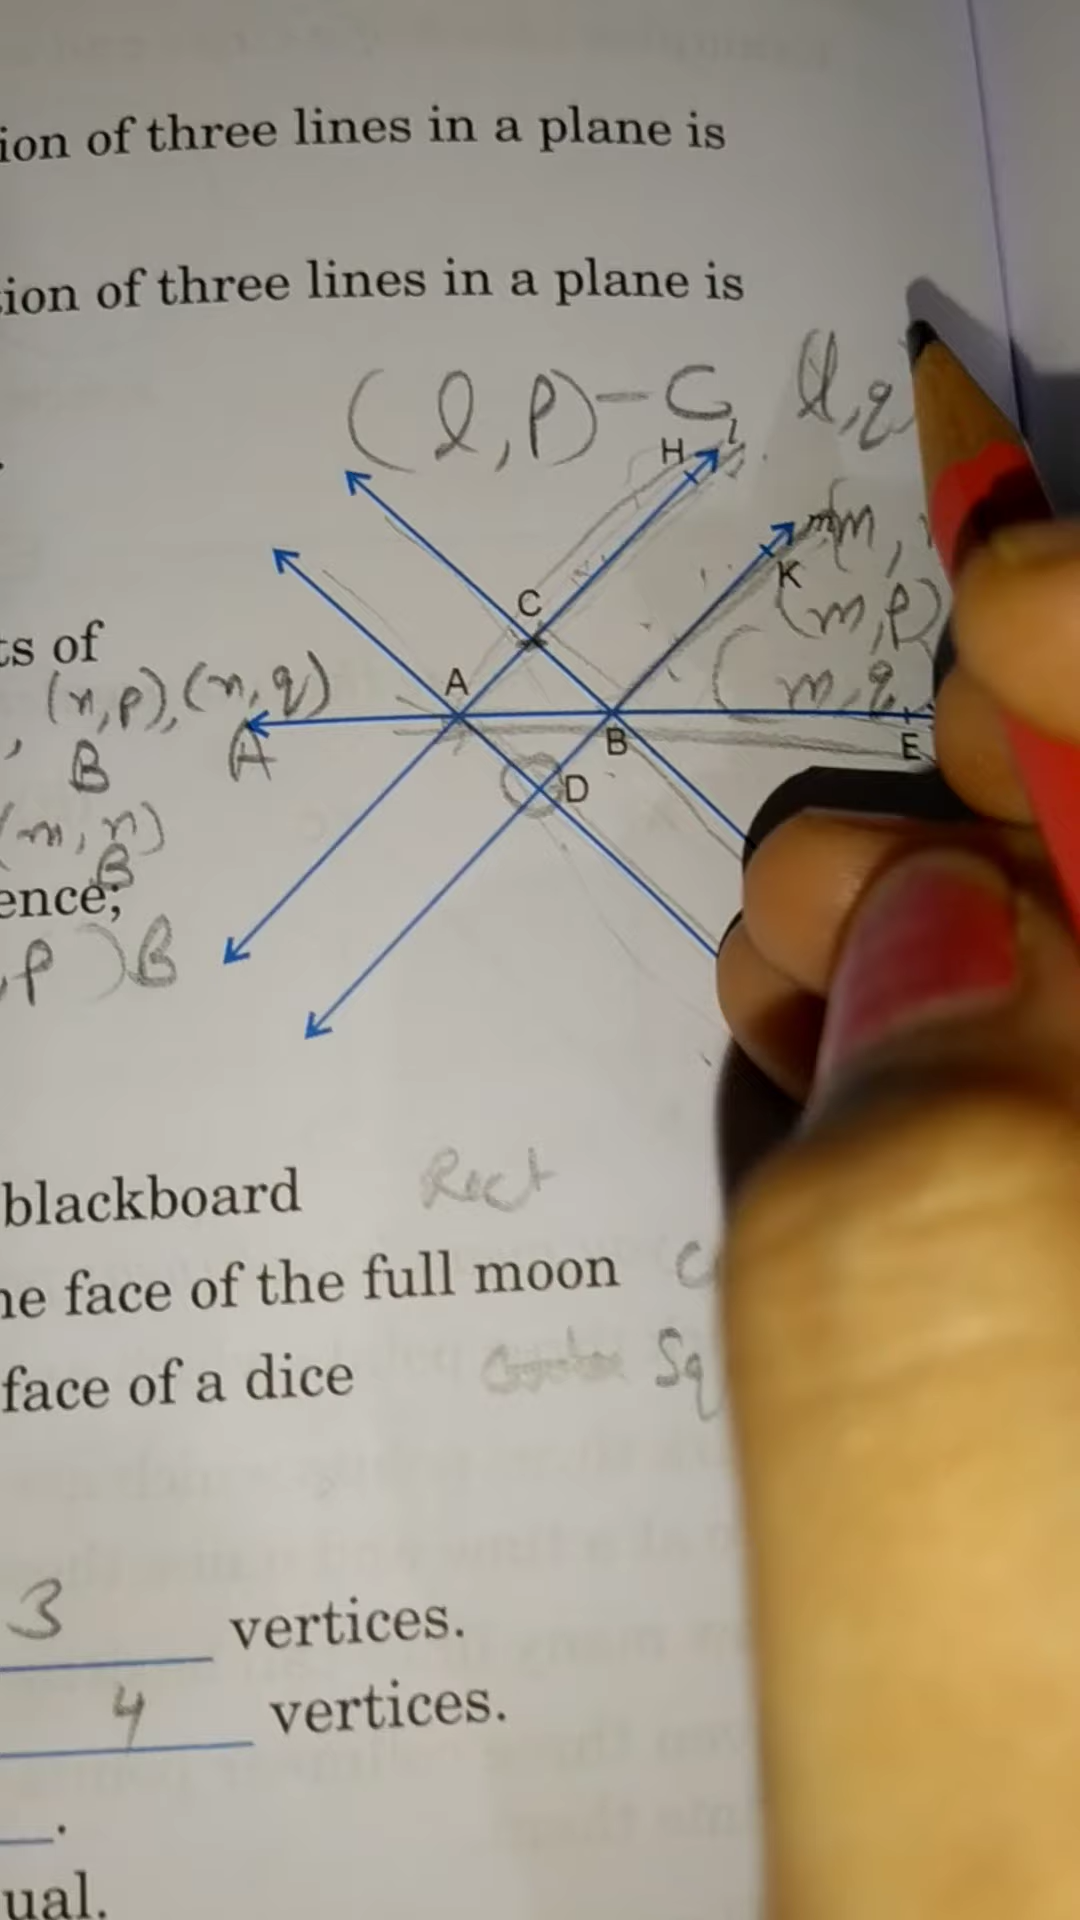 ion of three lines in a plane is
tion of three lines in a plane is
(l, p) - C, l, q
H l
m m,
K
C
(m, p)
ts of
(n, p), (n, q)
A
(m, q
, B A
B
E
D
(m, n)
B
ence;
, p) B
blackboard Rect
he face of the full moon C
face of a dice Sq
3 vertices.
4 vertices.
.
ual.